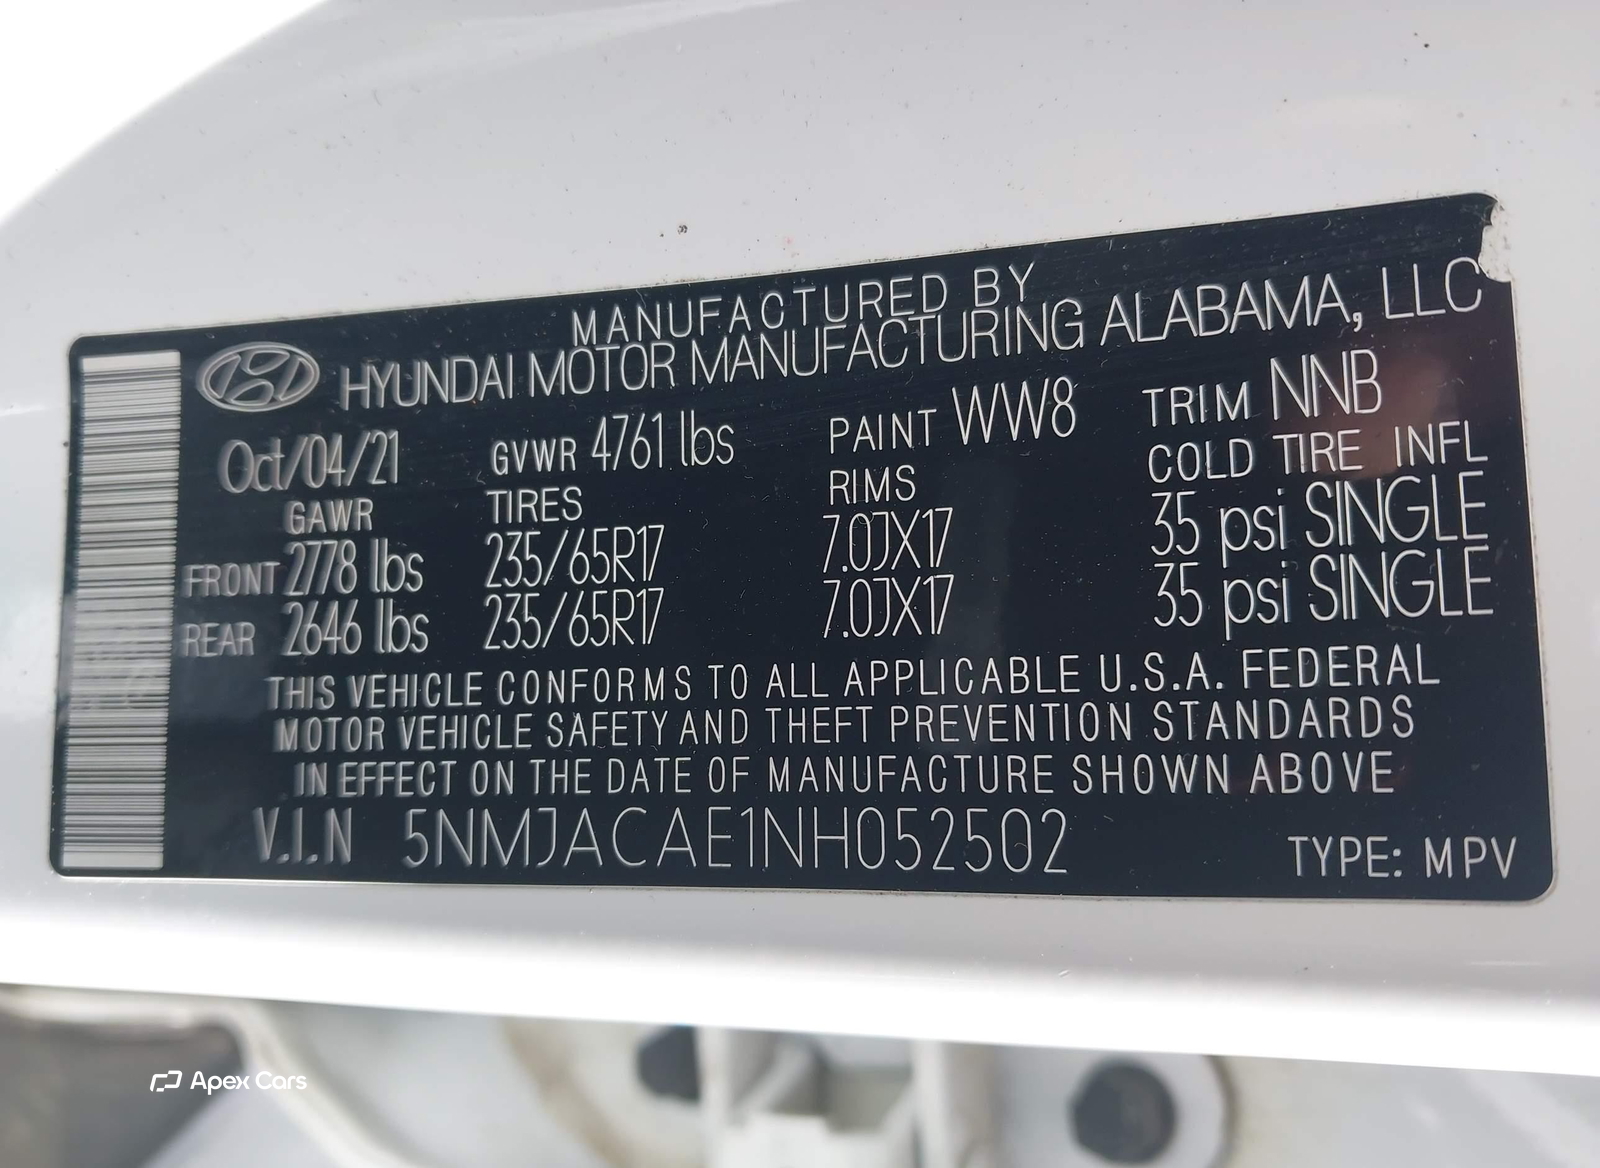 MANUFACTURED BY
HYUNDAI MOTOR MANUFACTURING ALABAMA, LLC
Oct/04/21 GVWR 4761 lbs PAINT WW8 TRIM NNB
GAWR TIRES RIMS COLD TIRE INFL
FRONT 2778 lbs 235/65R17 7.0JX17 35 psi SINGLE
REAR 2646 lbs 235/65R17 7.0JX17 35 psi SINGLE
THIS VEHICLE CONFORMS TO ALL APPLICABLE U.S.A. FEDERAL
MOTOR VEHICLE SAFETY AND THEFT PREVENTION STANDARDS
IN EFFECT ON THE DATE OF MANUFACTURE SHOWN ABOVE
V.I.N 5NMJACAE1NH052502 TYPE: MPV
Apex Cars